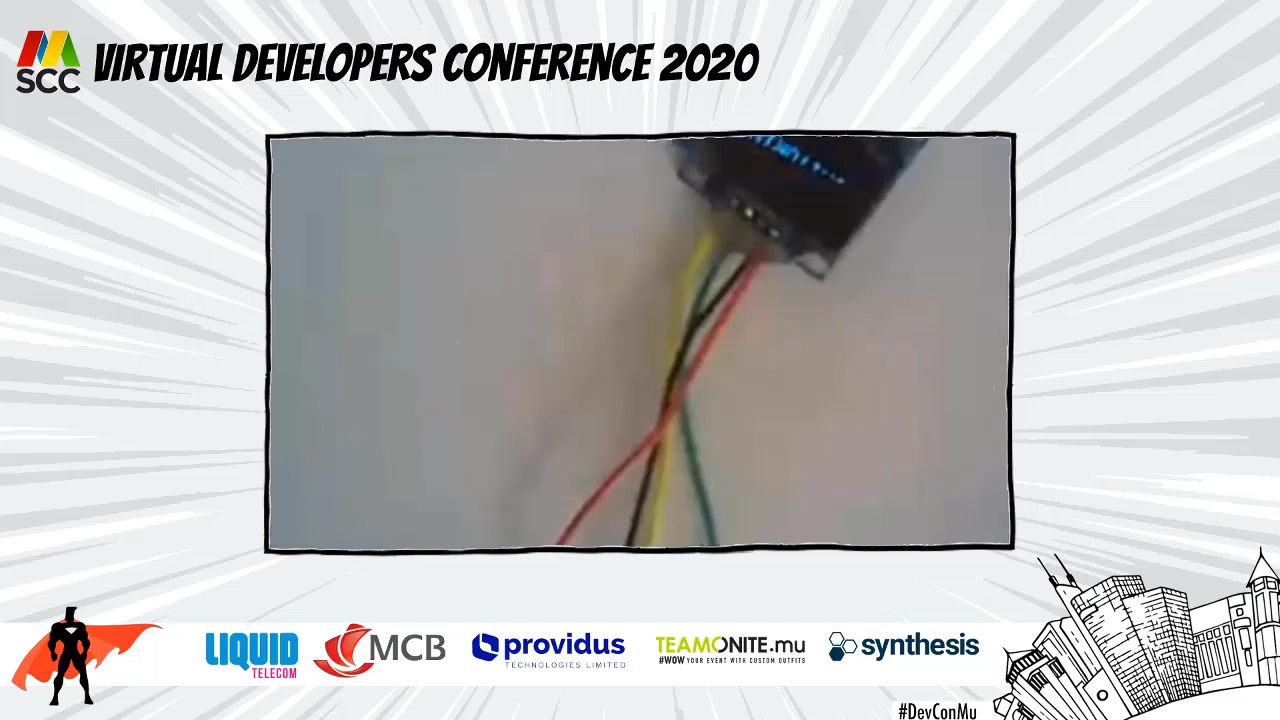 SCC
VIRTUAL DEVELOPERS CONFERENCE 2020
LIQUID
TELECOM
MCB
providus
TECHNOLOGIES LIMITED
TEAMONITE.mu
#WOW YOUR EVENT WITH CUSTOM OUTFITS
synthesis
#DevConMu